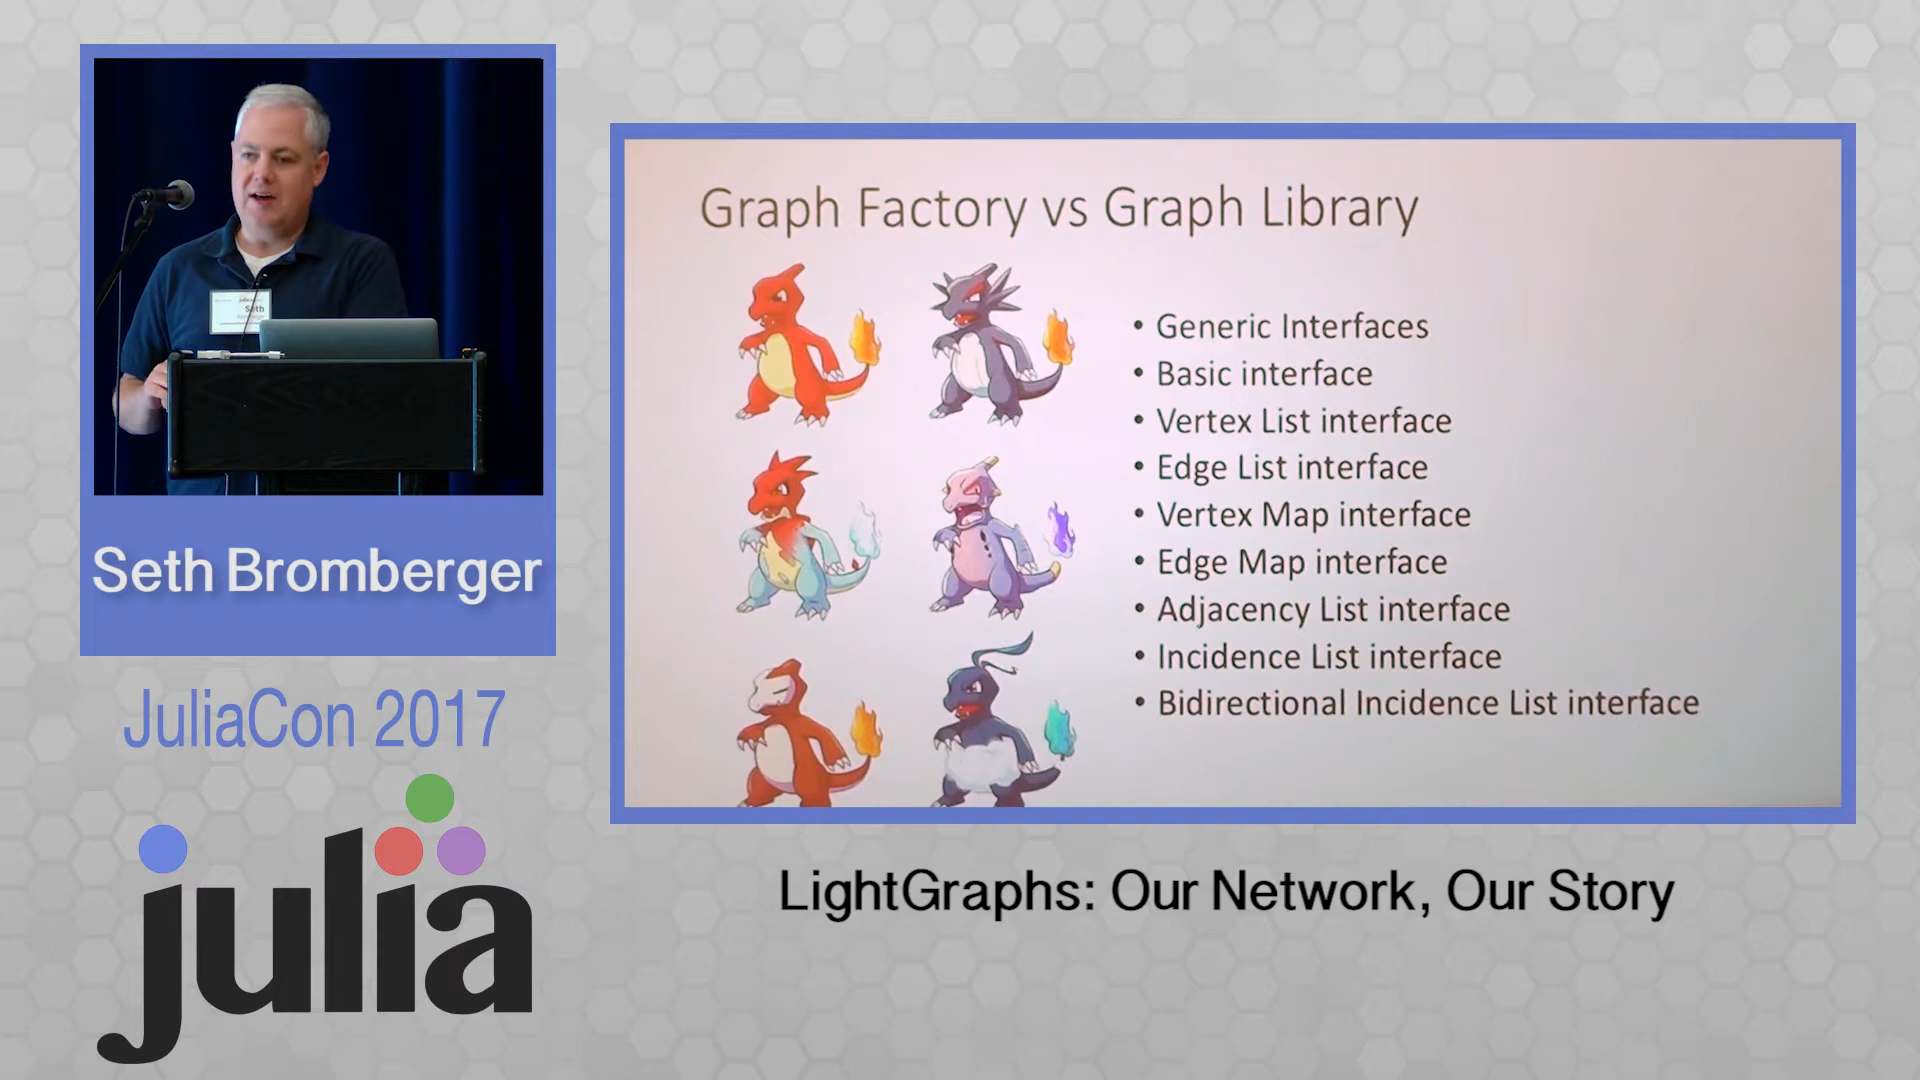 Seth
Seth Bromberger
JuliaCon 2017
julia
Graph Factory vs Graph Library
• Generic Interfaces
• Basic interface
• Vertex List interface
• Edge List interface
• Vertex Map interface
• Edge Map interface
• Adjacency List interface
• Incidence List interface
• Bidirectional Incidence List interface
LightGraphs: Our Network, Our Story